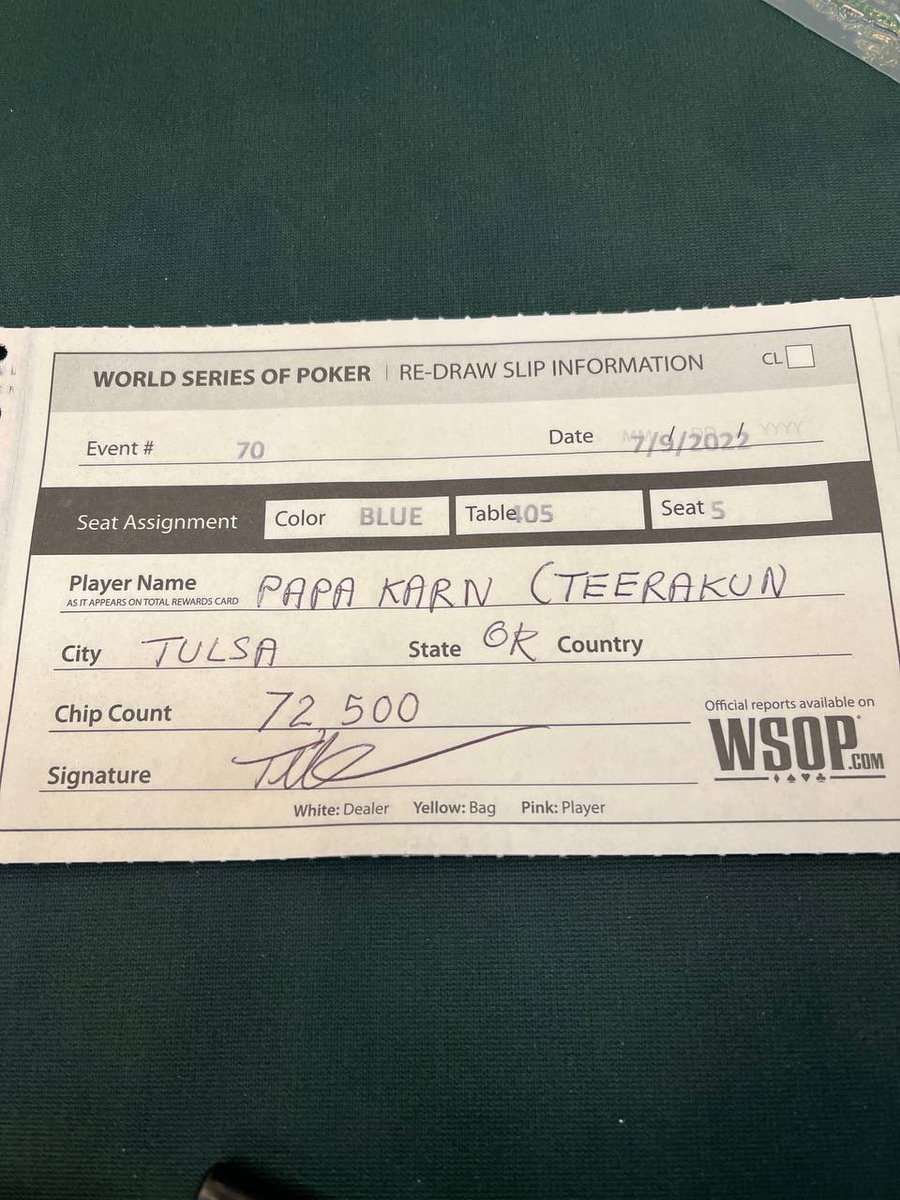 WORLD SERIES OF POKER | RE-DRAW SLIP INFORMATION CL
Event # 70 Date 7/9/2022
Seat Assignment Color BLUE Table 405 Seat 5
Player Name PAPA KARN (TEERAKUN)
AS IT APPEARS ON TOTAL REWARDS CARD
City TULSA State OK Country
Chip Count 72,500
Official reports available on
WSOP.COM
Signature
White: Dealer Yellow: Bag Pink: Player